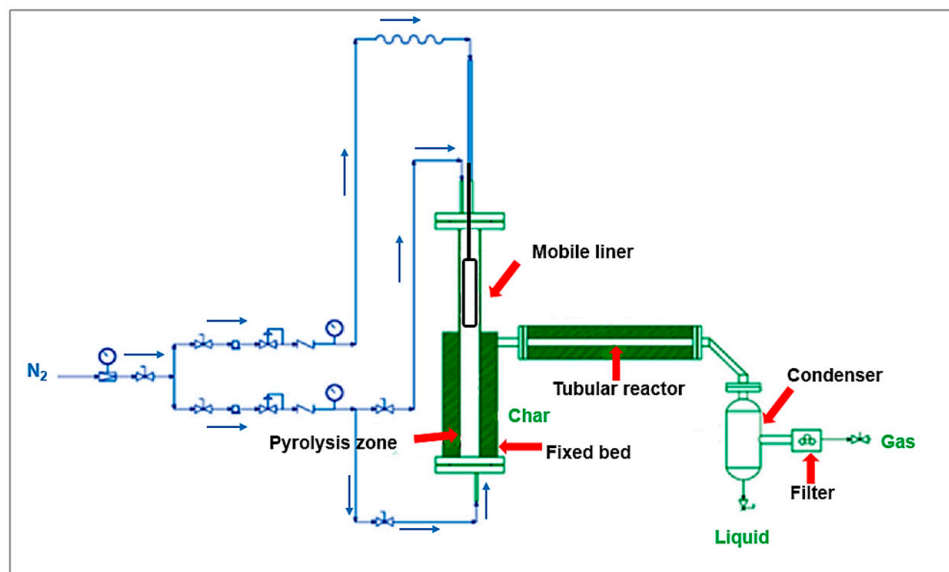 Mobile liner
N2
Tubular reactor
Condenser
Char
Pyrolysis zone
Fixed bed
Gas
Filter
Liquid